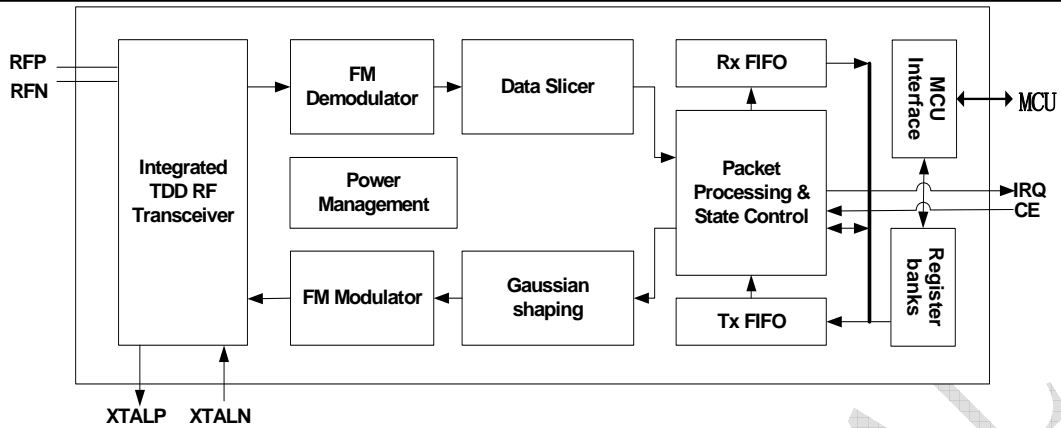 RFP
RFN
Integrated
TDD RF
Transceiver
FM
Demodulator
Data Slicer
Power
Management
FM Modulator
Gaussian
shaping
Rx FIFO
Packet
Processing &
State Control
Tx FIFO
MCU
Interface
Register
banks
MCU
IRQ
CE
XTALP
XTALN